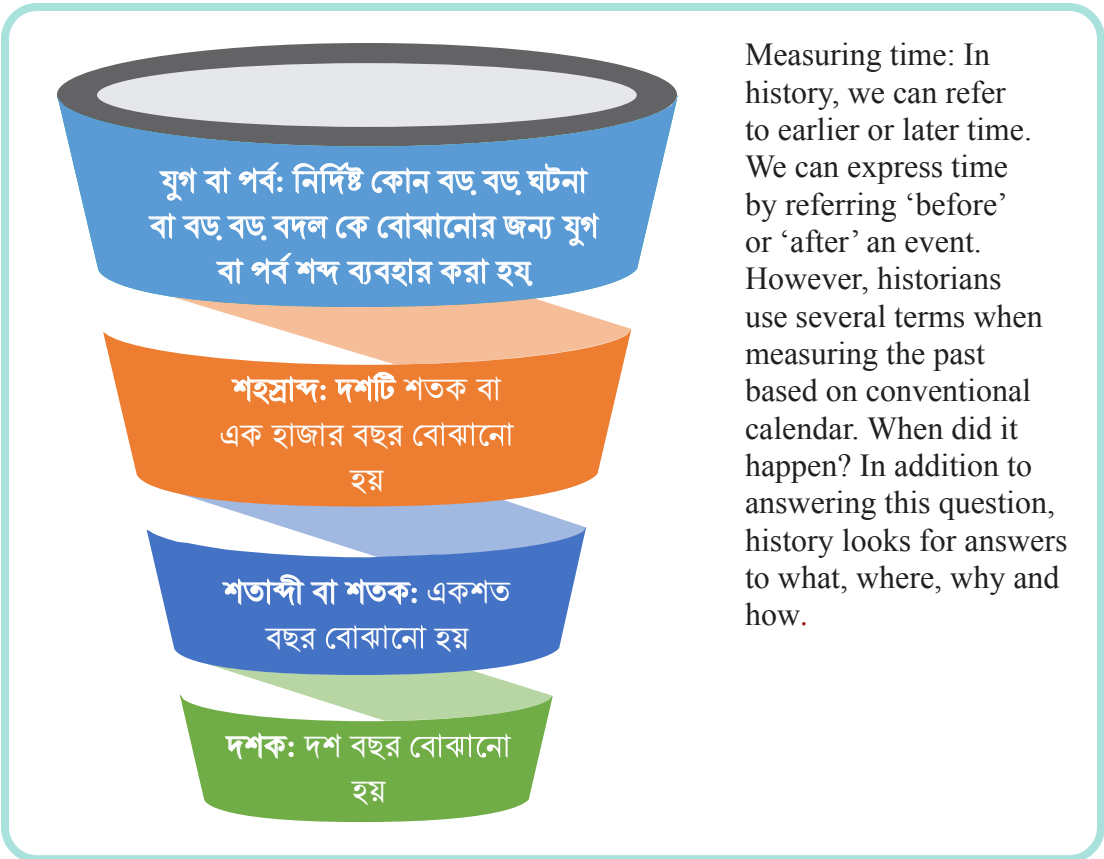 যুগ বা পর্ব: নির্দিষ্ট কোন বড় বড় ঘটনা
বা বড় বড় বদল কে বোঝানোর জন্য যুগ
বা পর্ব শব্দ ব্যবহার করা হয়
শহস্রাব্দ: দশটি শতক বা
এক হাজার বছর বোঝানো
হয়
শতাব্দী বা শতক: একশত
বছর বোঝানো হয়
দশক: দশ বছর বোঝানো
হয়
Measuring time: In
history, we can refer
to earlier or later time.
We can express time
by referring ‘before’
or ‘after’ an event.
However, historians
use several terms when
measuring the past
based on conventional
calendar. When did it
happen? In addition to
answering this question,
history looks for answers
to what, where, why and
how.